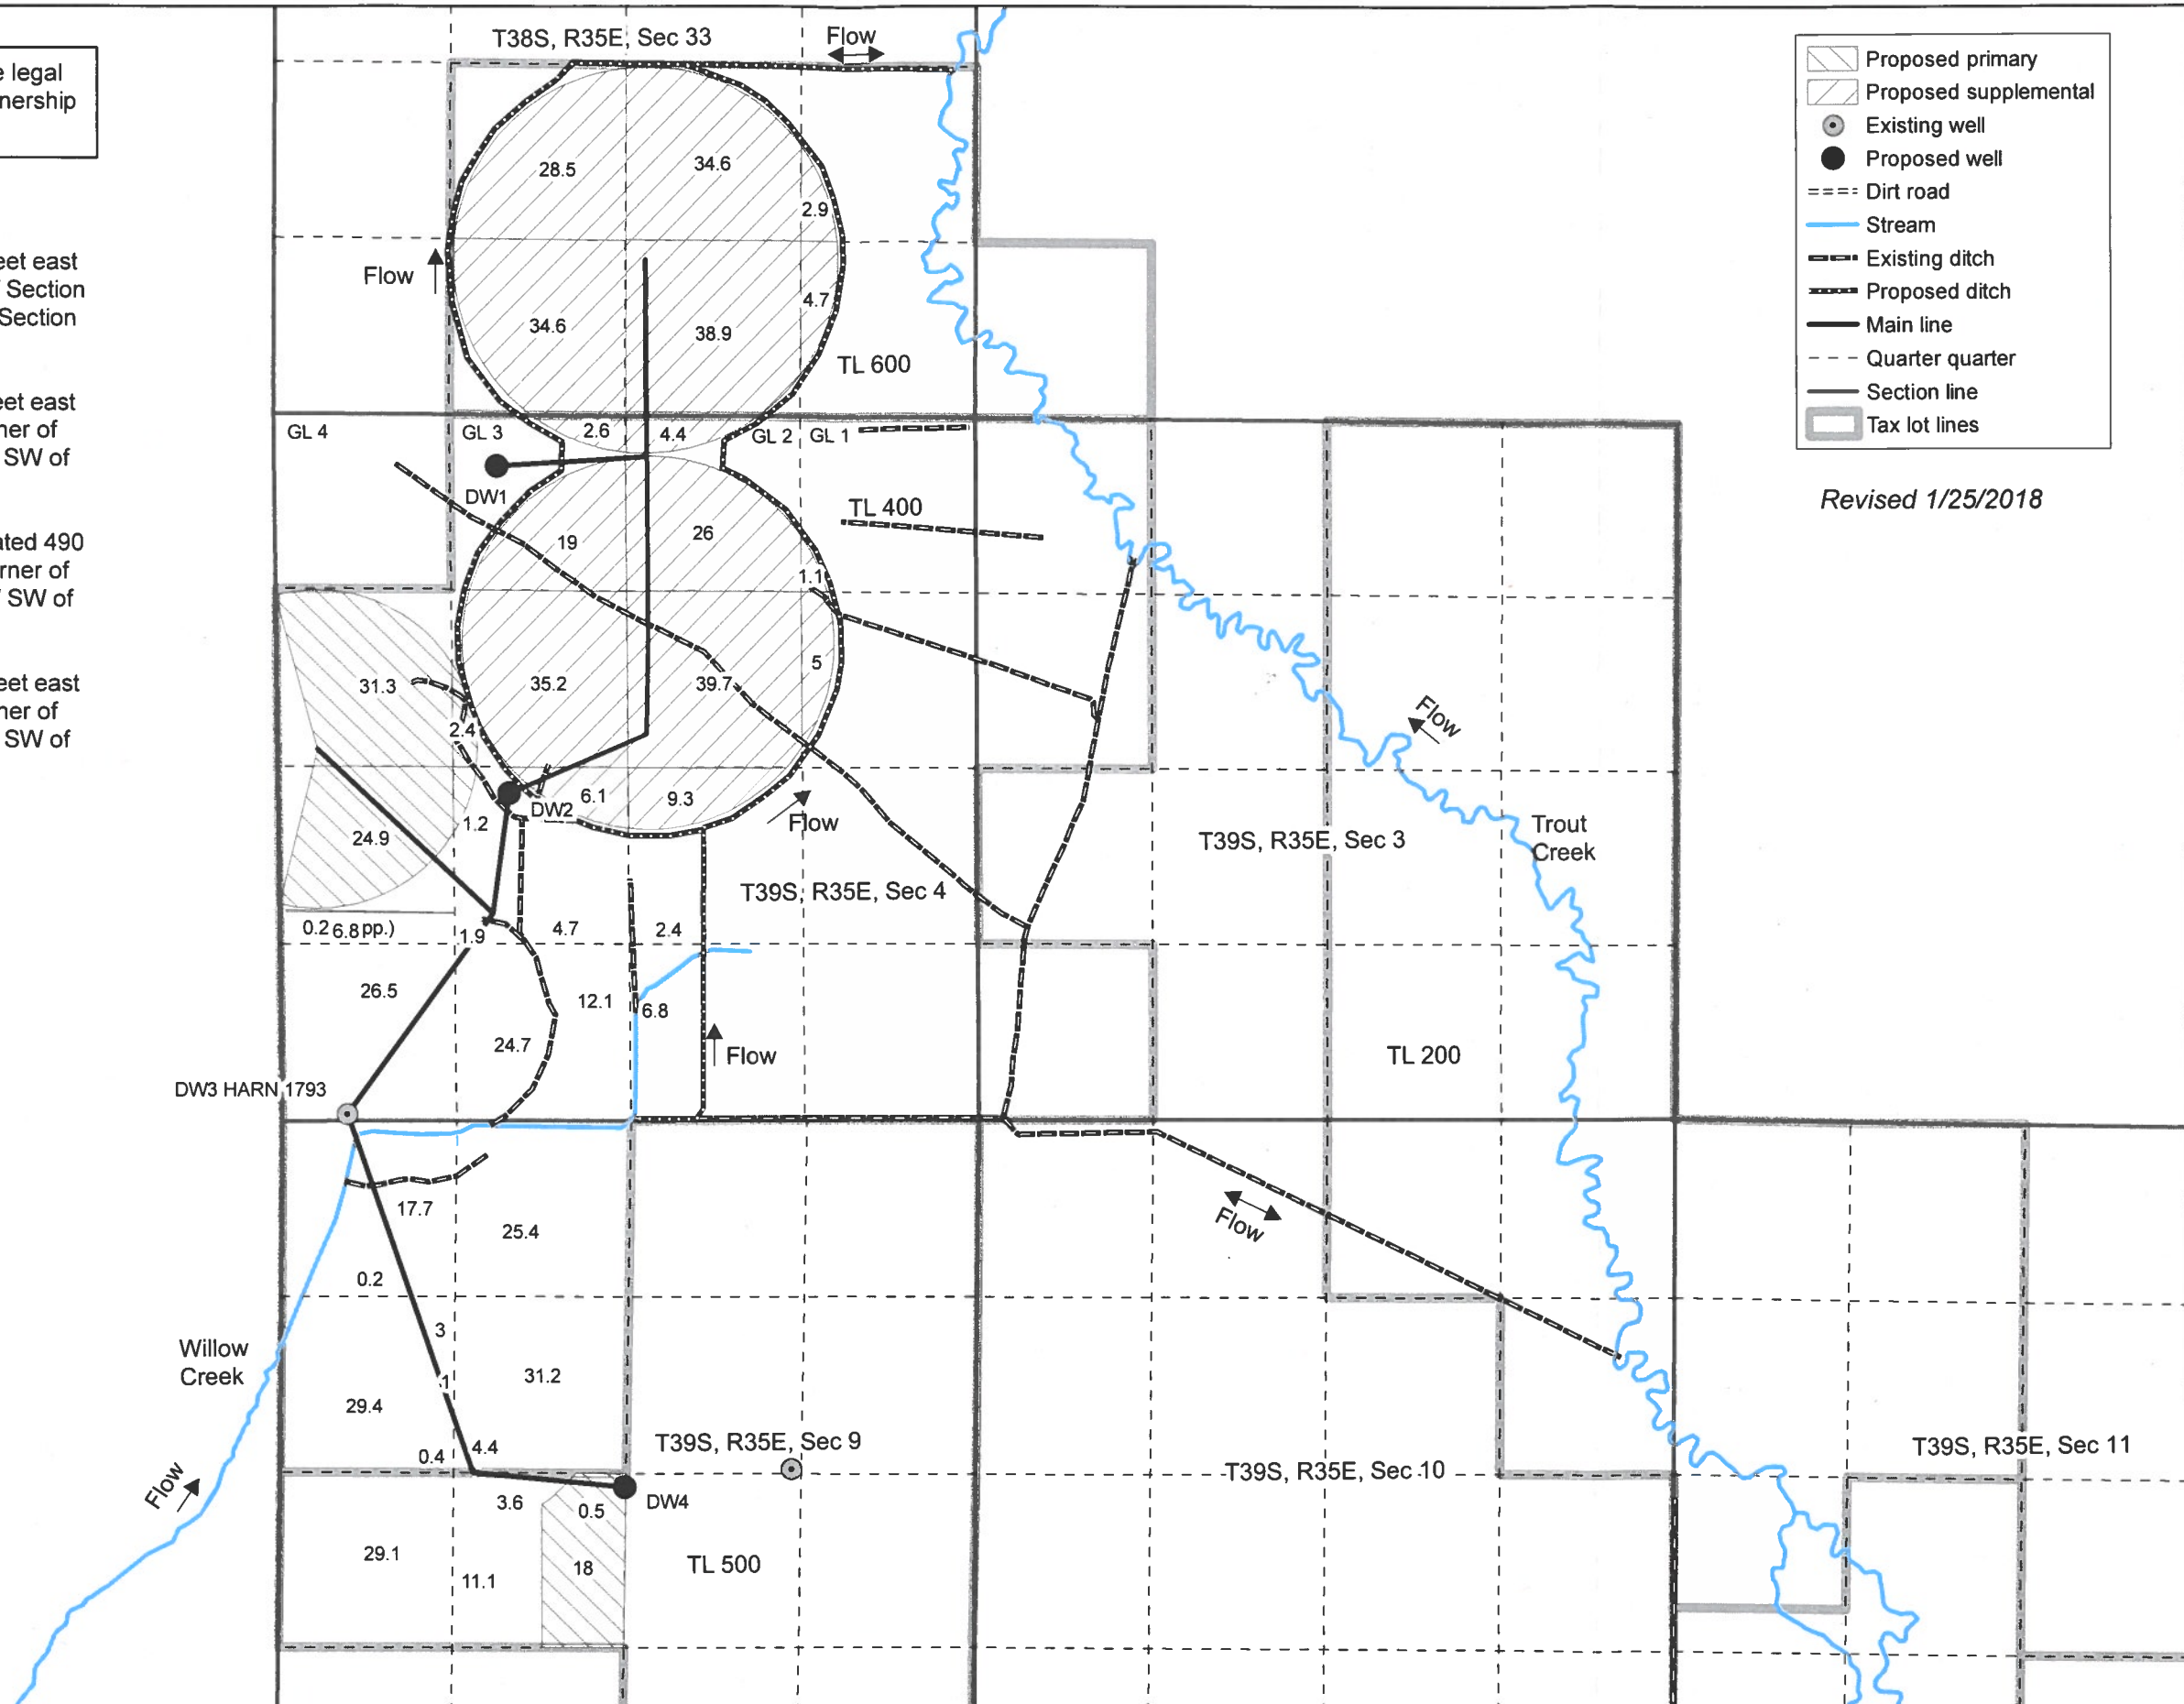 e legal
nership
eet east
Section
Section
eet east
ner of
SW of
ated 490
rner of
SW of
eet east
ner of
SW of
T38S, R35E, Sec 33
Flow
28.5
34.6
2.9
Flow
4.7
34.6
38.9
TL 600
GL 4
GL 3
2.6
4.4
GL 2
GL 1
DW1
TL 400
19
26
1.1
31.3
35.2
39.7
5
2.4
6.1
9.3
DW2
1.2
Flow
24.9
T39S, R35E, Sec 4
T39S, R35E, Sec 3
Flow
Trout
Creek
0.2 6.8 pp.)
1.9
4.7
2.4
26.5
12.1
6.8
24.7
Flow
TL 200
DW3 HARN 1793
17.7
25.4
Flow
0.2
3
Willow
Creek
1
31.2
29.4
0.4
4.4
T39S, R35E, Sec 9
T39S, R35E, Sec 10
T39S, R35E, Sec 11
Flow
3.6
0.5
DW4
29.1
11.1
18
TL 500
Proposed primary
Proposed supplemental
Existing well
Proposed well
Dirt road
Stream
Existing ditch
Proposed ditch
Main line
Quarter quarter
Section line
Tax lot lines
Revised 1/25/2018